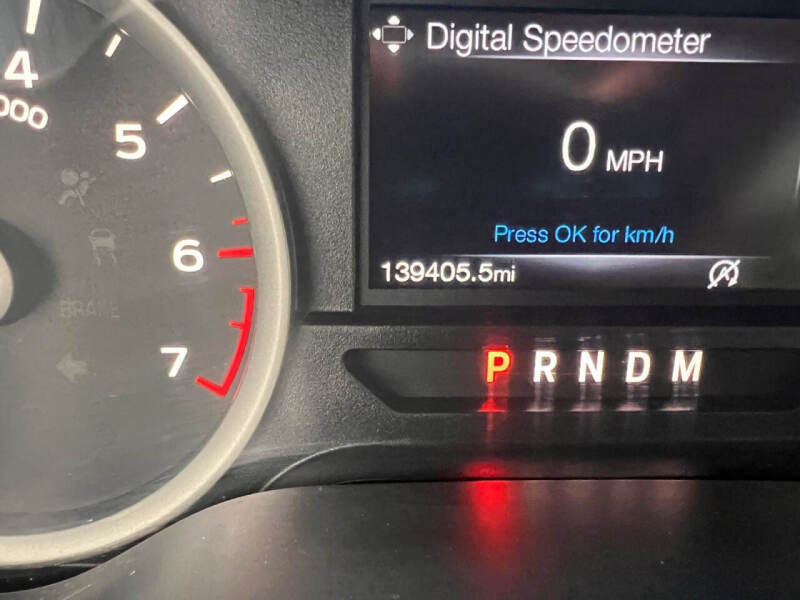 Digital Speedometer
0 MPH
Press OK for km/h
139405.5mi
P R N D M
4
000
5
6
BRAKE
7